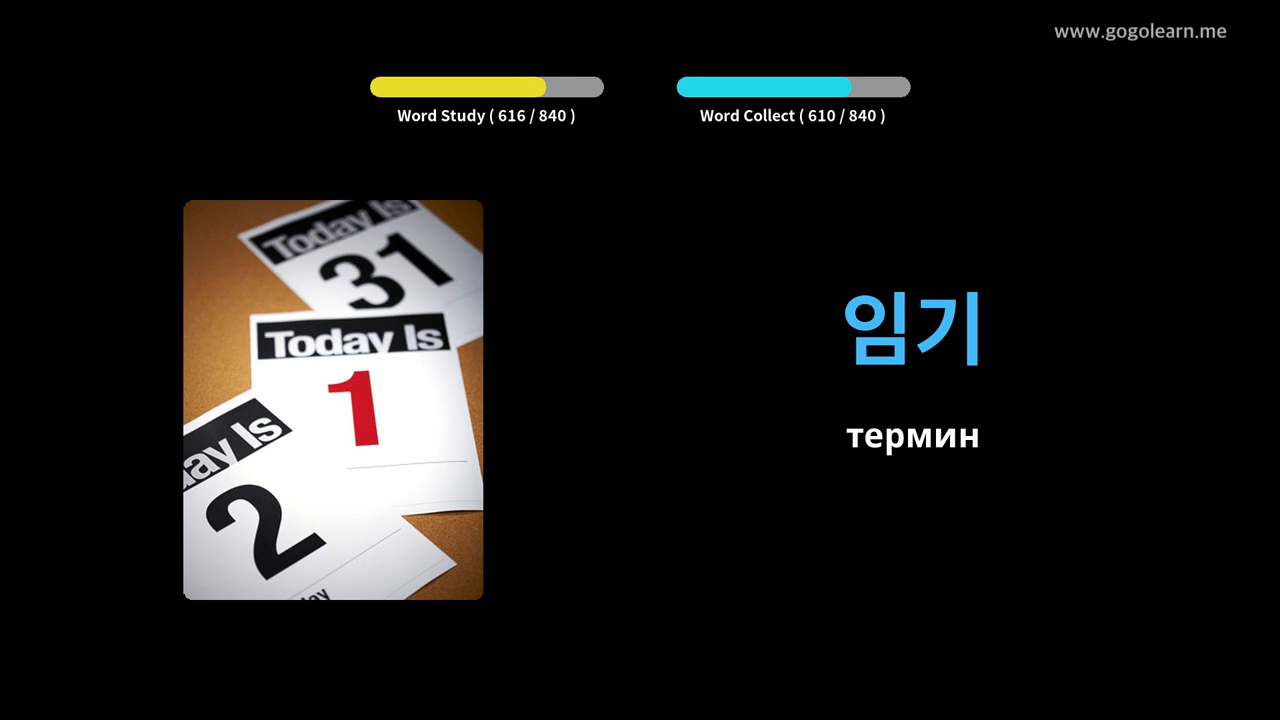 www.gogolearn.me
Word Study ( 616 / 840 )
Word Collect ( 610 / 840 )
Today Is
31
Today Is
1
ay Is
2
임기
термин